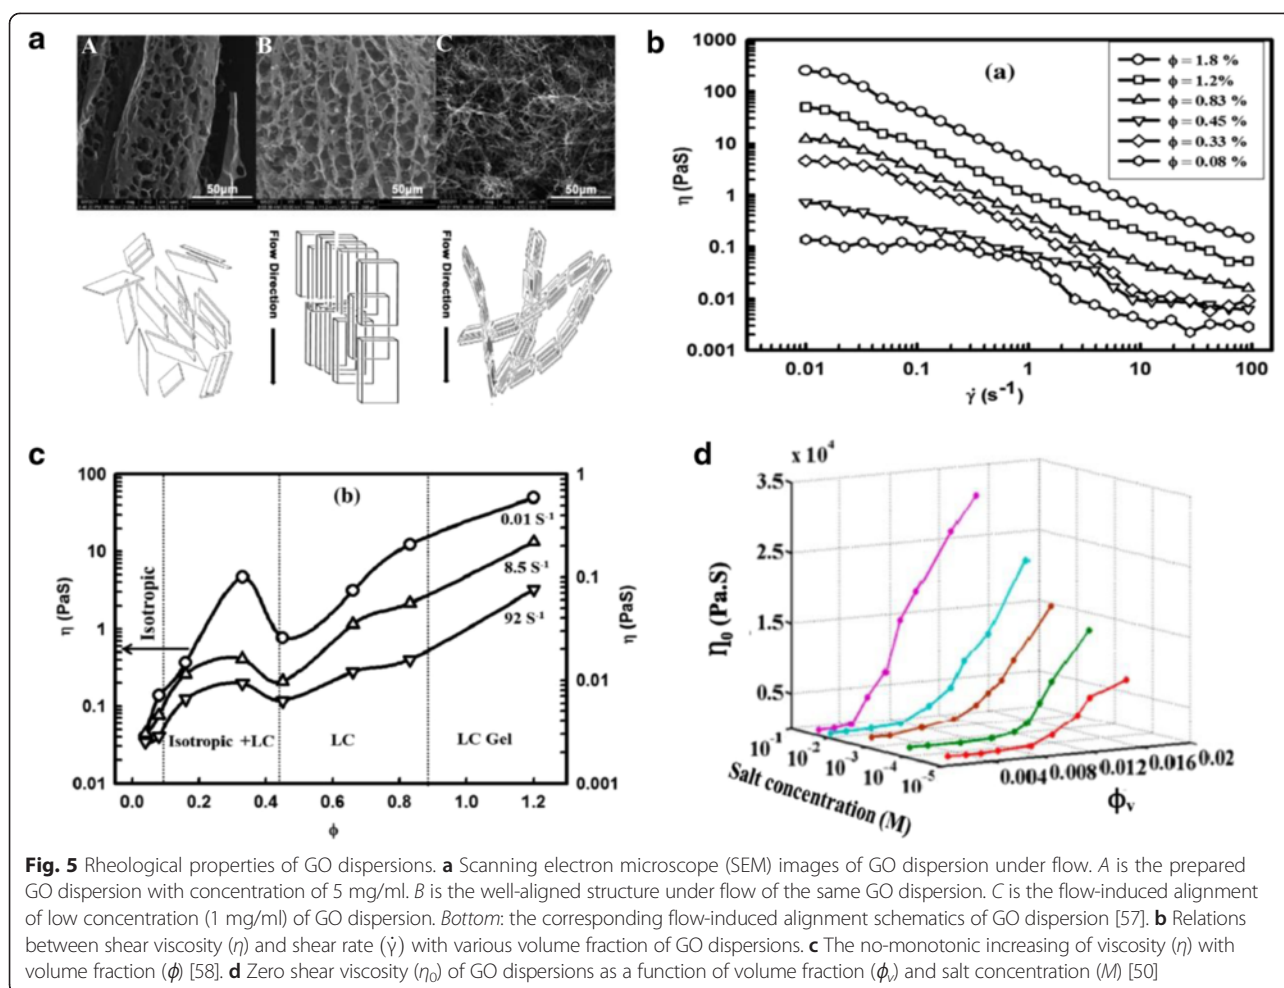 a
A
B
C
50μm
50μm
50μm
Flow Direction
Flow Direction
b
(a)
ϕ = 1.8 %
ϕ = 1.2%
ϕ = 0.83 %
ϕ = 0.45 %
ϕ = 0.33 %
ϕ = 0.08 %
η (PaS)
1000
100
10
1
0.1
0.01
0.001
0.01 0.1 1 10 100
γ̇ (s⁻¹)
c
(b)
η (PaS)
100
10
1
0.1
0.01
Isotropic
0.01 S⁻¹
8.5 S⁻¹
92 S⁻¹
Isotropic +LC
LC
LC Gel
1
0.1
0.01
0.001
η (PaS)
0.0 0.2 0.4 0.6 0.8 1.0 1.2
ϕ
d
x 10⁴
3.5
2.5
1.5
0.5
η₀ (Pa.S)
10⁻¹
10⁻²
10⁻³
10⁻⁴
10⁻⁵
Salt concentration (M)
0.004 0.008 0.012 0.016 0.02
ϕᵥ
Fig. 5 Rheological properties of GO dispersions. a Scanning electron microscope (SEM) images of GO dispersion under flow. A is the prepared
GO dispersion with concentration of 5 mg/ml. B is the well-aligned structure under flow of the same GO dispersion. C is the flow-induced alignment
of low concentration (1 mg/ml) of GO dispersion. Bottom: the corresponding flow-induced alignment schematics of GO dispersion [57]. b Relations
between shear viscosity (η) and shear rate (γ̇) with various volume fraction of GO dispersions. c The no-monotonic increasing of viscosity (η) with
volume fraction (ϕ) [58]. d Zero shear viscosity (η₀) of GO dispersions as a function of volume fraction (ϕᵥ) and salt concentration (M) [50]